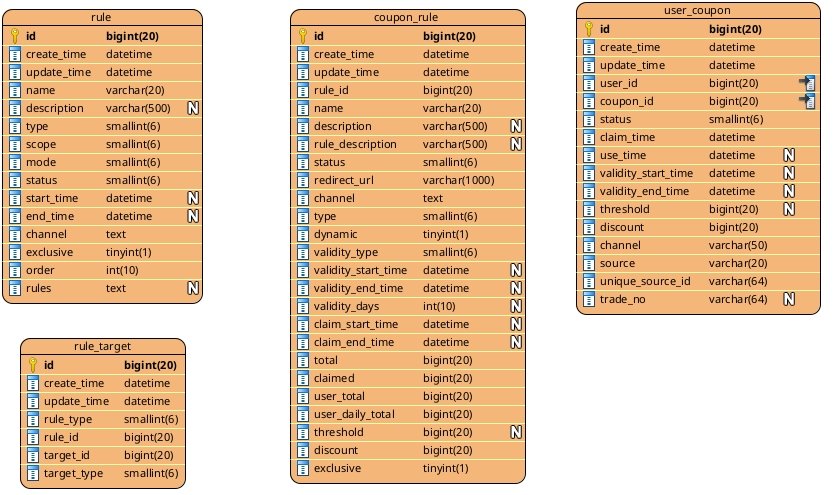 rule
id bigint(20)
create_time datetime
update_time datetime
name varchar(20)
description varchar(500) N
type smallint(6)
scope smallint(6)
mode smallint(6)
status smallint(6)
start_time datetime N
end_time datetime N
channel text
exclusive tinyint(1)
order int(10)
rules text N
rule_target
id bigint(20)
create_time datetime
update_time datetime
rule_type smallint(6)
rule_id bigint(20)
target_id bigint(20)
target_type smallint(6)
coupon_rule
id bigint(20)
create_time datetime
update_time datetime
rule_id bigint(20)
name varchar(20)
description varchar(500) N
rule_description varchar(500) N
status smallint(6)
redirect_url varchar(1000)
channel text
type smallint(6)
dynamic tinyint(1)
validity_type smallint(6)
validity_start_time datetime N
validity_end_time datetime N
validity_days int(10) N
claim_start_time datetime N
claim_end_time datetime N
total bigint(20)
claimed bigint(20)
user_total bigint(20)
user_daily_total bigint(20)
threshold bigint(20) N
discount bigint(20)
exclusive tinyint(1)
user_coupon
id bigint(20)
create_time datetime
update_time datetime
user_id bigint(20)
coupon_id bigint(20)
status smallint(6)
claim_time datetime
use_time datetime N
validity_start_time datetime N
validity_end_time datetime N
threshold bigint(20) N
discount bigint(20)
channel varchar(50)
source varchar(20)
unique_source_id varchar(64)
trade_no varchar(64) N